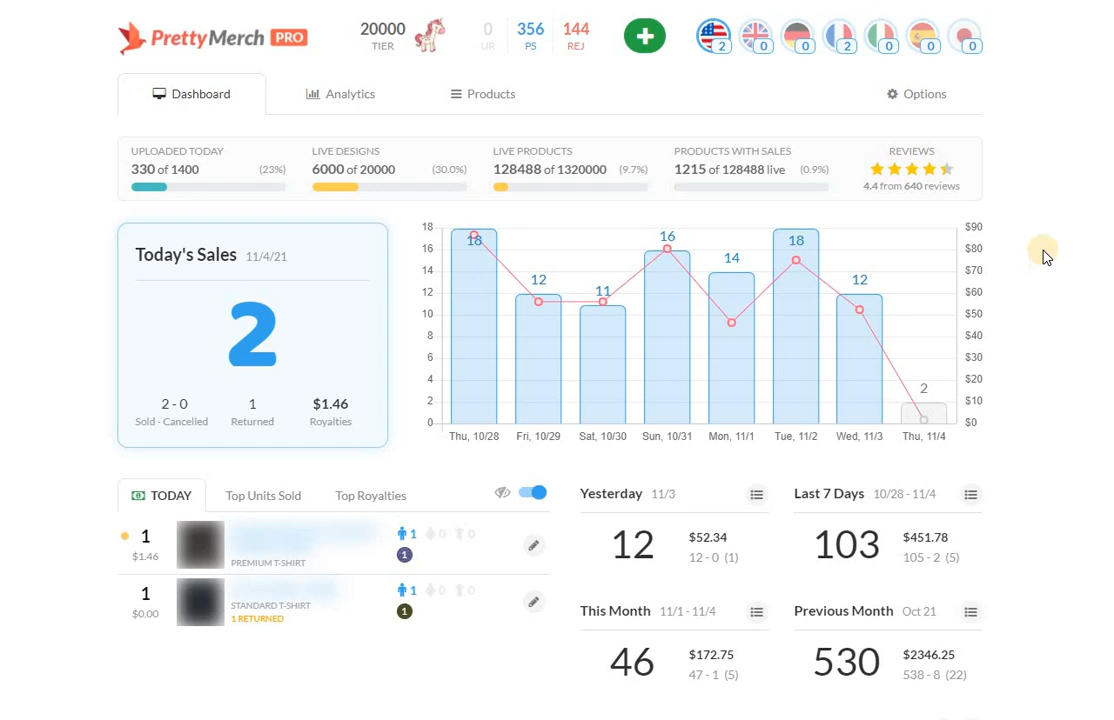 PrettyMerch PRO
20000 TIER
0 UR
356 PS
144 REJ
2
0
0
2
0
0
0
Dashboard
Analytics
Products
Options
UPLOADED TODAY
330 of 1400 (23%)
LIVE DESIGNS
6000 of 20000 (30.0%)
LIVE PRODUCTS
128488 of 1320000 (9.7%)
PRODUCTS WITH SALES
1215 of 128488 live (0.9%)
REVIEWS
4.4 from 640 reviews
Today's Sales 11/4/21
2
2 - 0
Sold - Cancelled
1
Returned
$1.46
Royalties
18
16
14
12
10
8
6
4
2
0
18
12
11
16
14
18
12
2
$90
$80
$70
$60
$50
$40
$30
$20
$10
$0
Thu, 10/28
Fri, 10/29
Sat, 10/30
Sun, 10/31
Mon, 11/1
Tue, 11/2
Wed, 11/3
Thu, 11/4
TODAY
Top Units Sold
Top Royalties
1
$1.46
PREMIUM T-SHIRT
1 0 0
1
1
$0.00
STANDARD T-SHIRT
1 RETURNED
1 0 0
1
Yesterday 11/3
12
$52.34
12 - 0 (1)
Last 7 Days 10/28 - 11/4
103
$451.78
105 - 2 (5)
This Month 11/1 - 11/4
46
$172.75
47 - 1 (5)
Previous Month Oct 21
530
$2346.25
538 - 8 (22)